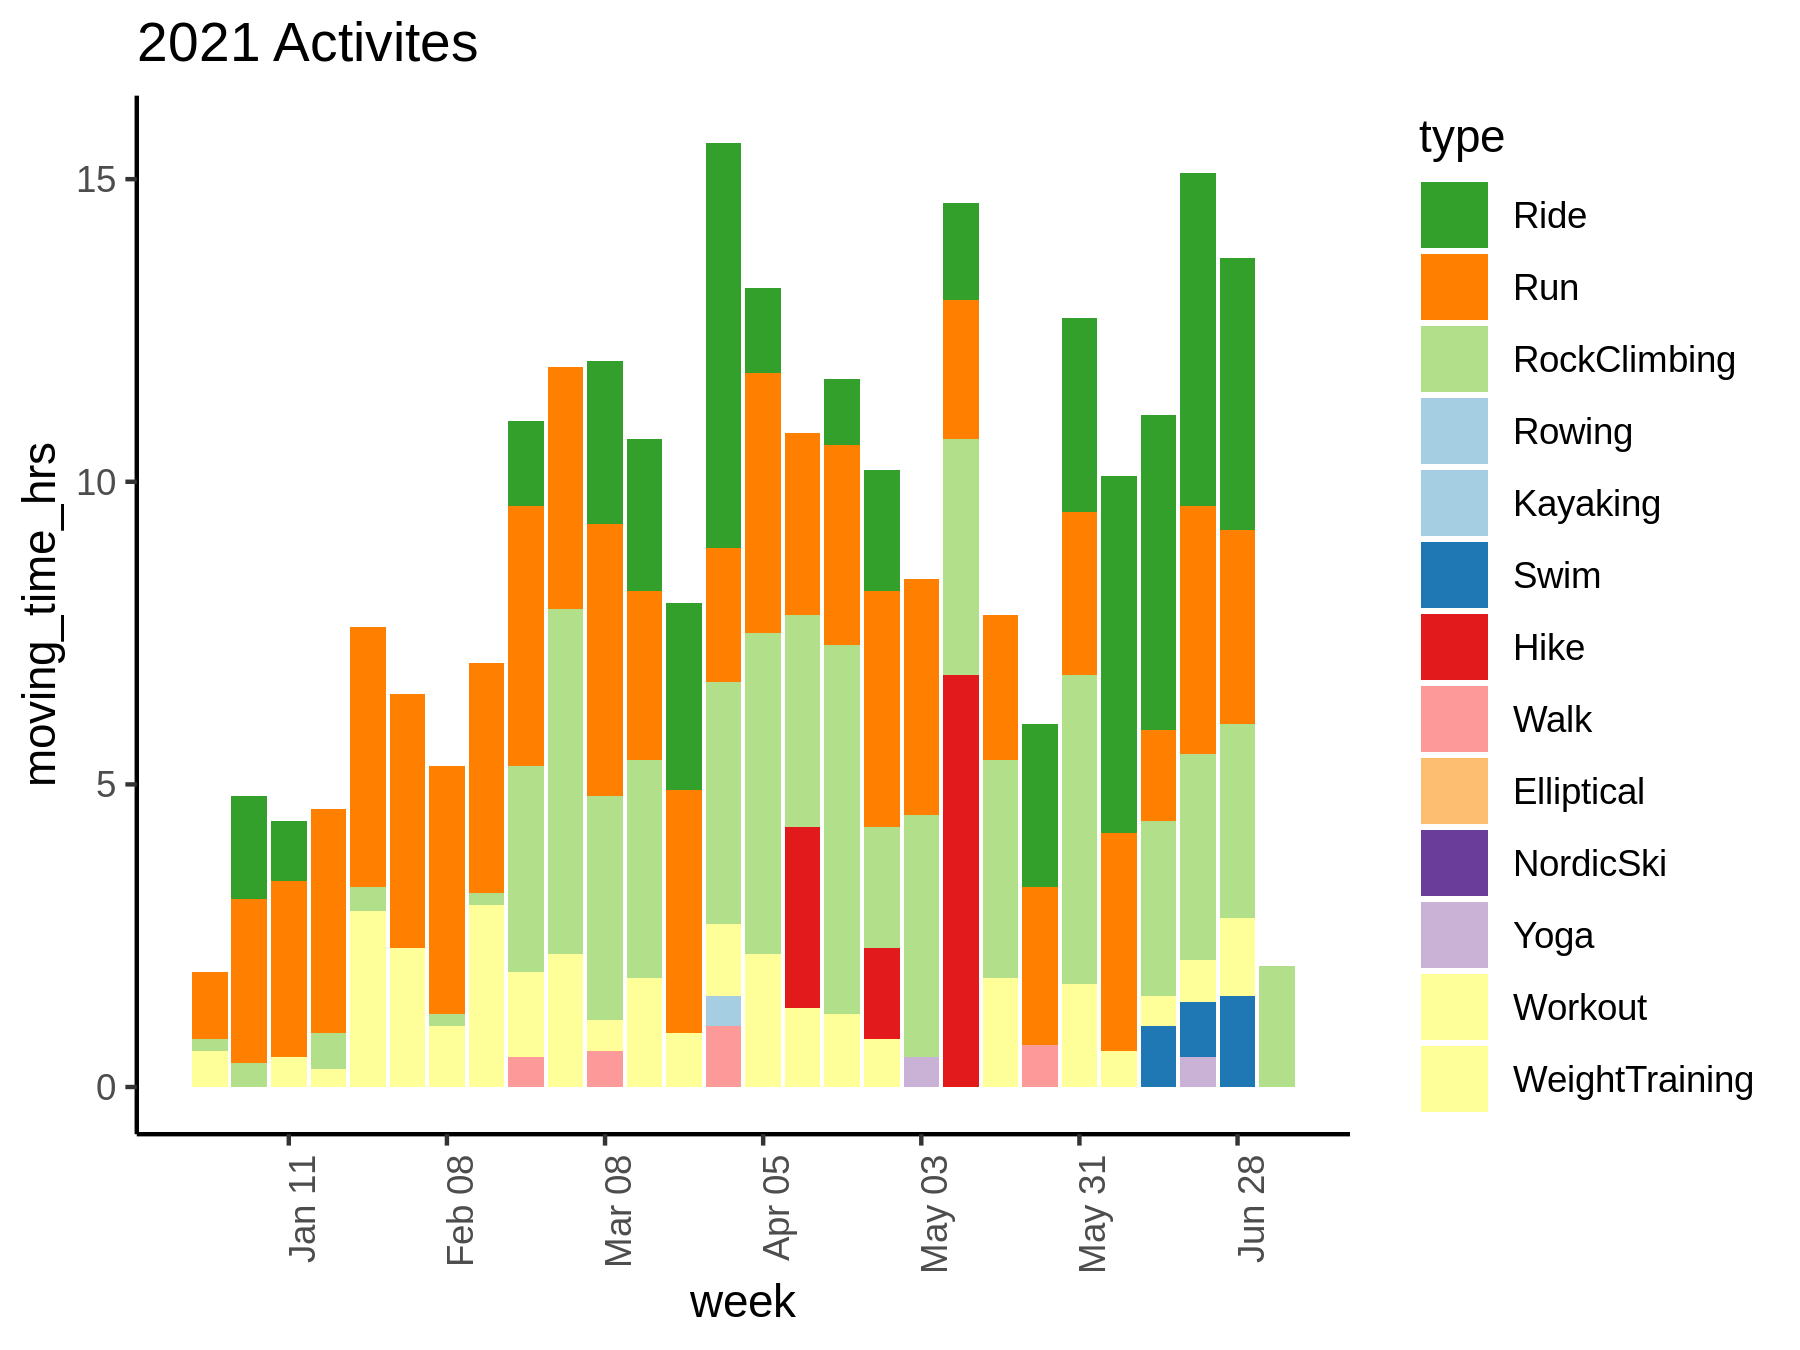 2021 Activites
moving_time_hrs
15
10
5
0
Jan 11
Feb 08
Mar 08
Apr 05
May 03
May 31
Jun 28
week
type
Ride
Run
RockClimbing
Rowing
Kayaking
Swim
Hike
Walk
Elliptical
NordicSki
Yoga
Workout
WeightTraining